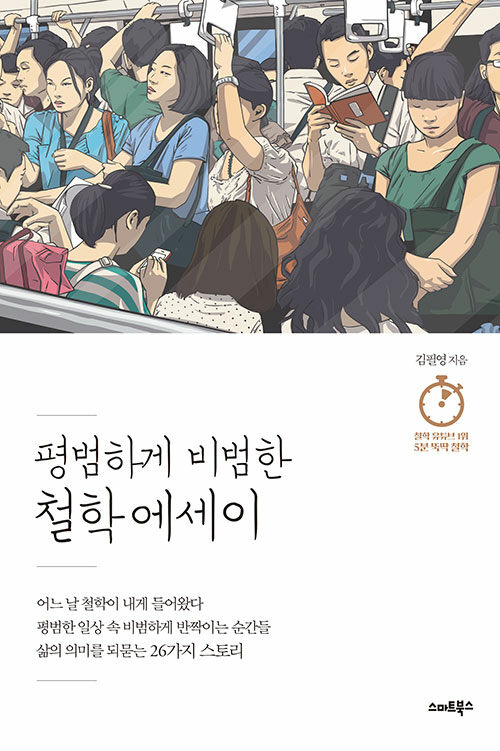 김필영 지음
철학 유튜브 1위
5분 뚝딱 철학
평범하게 비범한
철학 에세이
어느 날 철학이 내게 들어왔다
평범한 일상 속 비범하게 반짝이는 순간들
삶의 의미를 되묻는 26가지 스토리
스마트북스